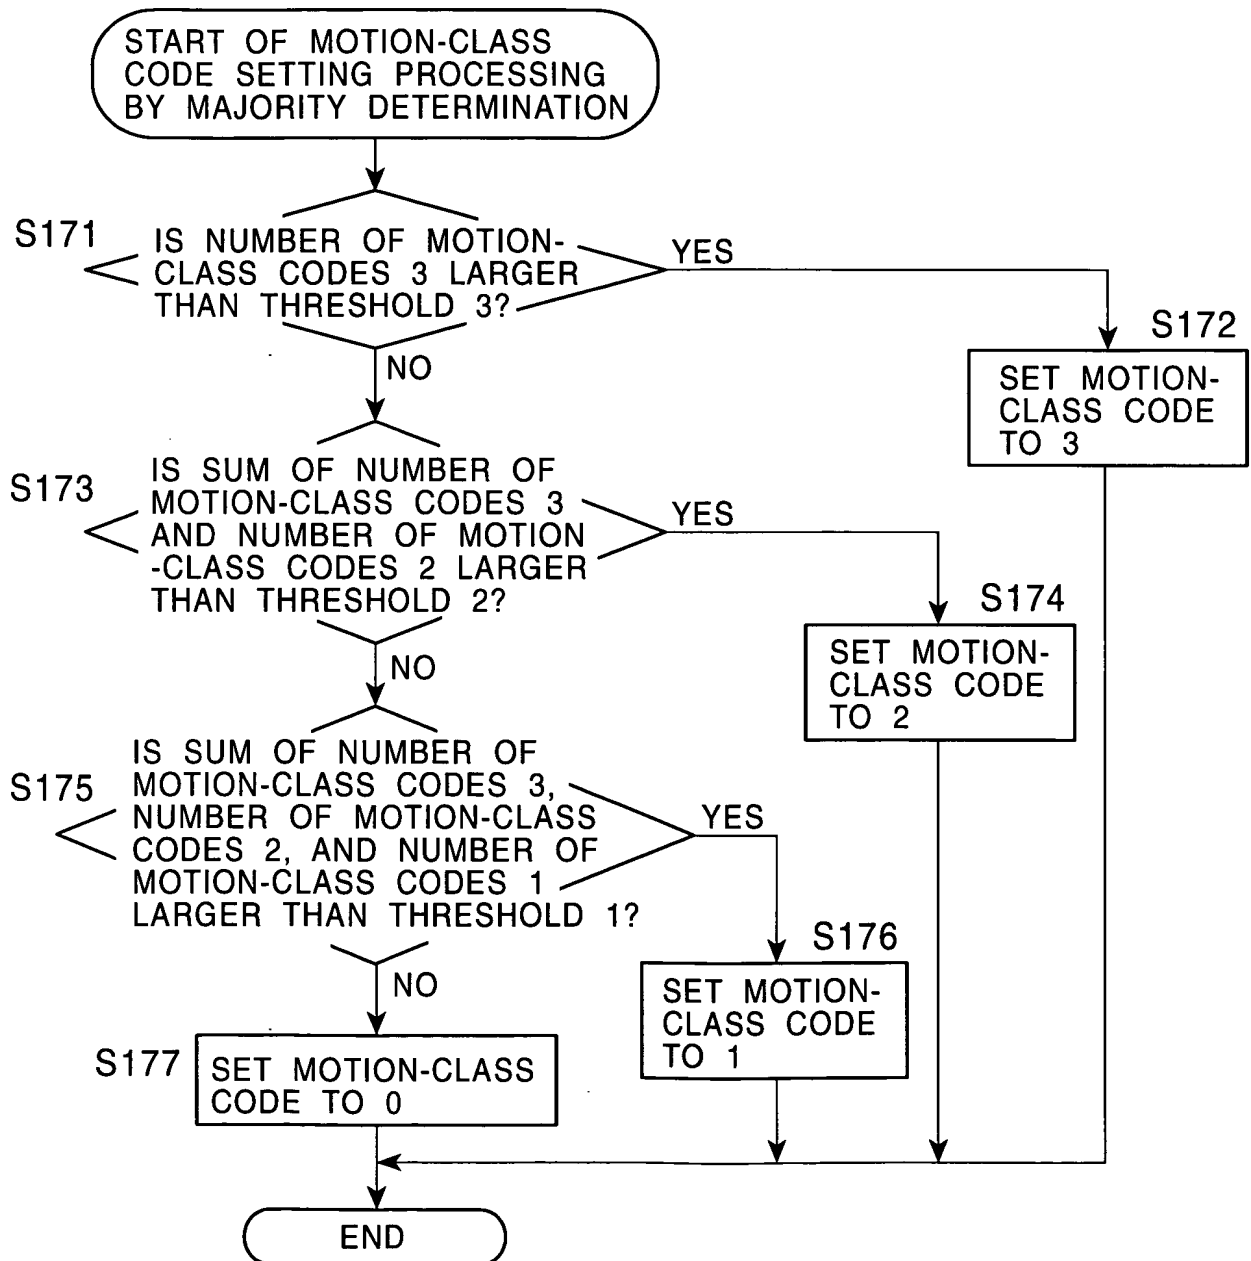 START OF MOTION-CLASS
CODE SETTING PROCESSING
BY MAJORITY DETERMINATION
S171
IS NUMBER OF MOTION-
CLASS CODES 3 LARGER
THAN THRESHOLD 3?
YES
NO
S172
SET MOTION-
CLASS CODE
TO 3
S173
IS SUM OF NUMBER OF
MOTION-CLASS CODES 3
AND NUMBER OF MOTION
-CLASS CODES 2 LARGER
THAN THRESHOLD 2?
YES
NO
S174
SET MOTION-
CLASS CODE
TO 2
S175
IS SUM OF NUMBER OF
MOTION-CLASS CODES 3,
NUMBER OF MOTION-CLASS
CODES 2, AND NUMBER OF
MOTION-CLASS CODES 1
LARGER THAN THRESHOLD 1?
YES
NO
S176
SET MOTION-
CLASS CODE
TO 1
S177
SET MOTION-CLASS
CODE TO 0
END